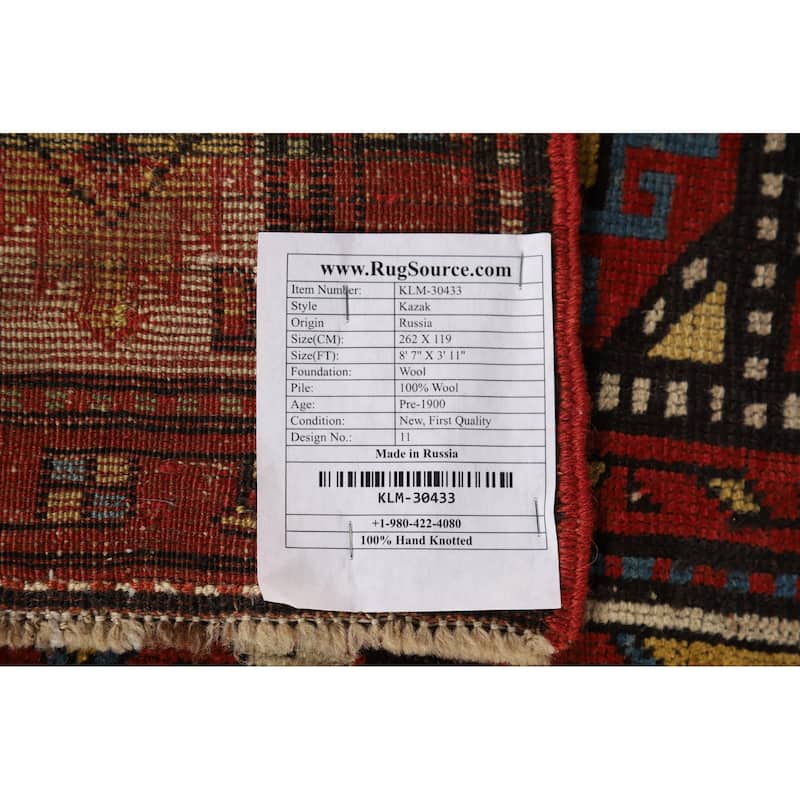 www.RugSource.com
Item Number: KLM-30433
Style Kazak
Origin Russia
Size(CM): 262 X 119
Size(FT): 8' 7" X 3' 11"
Foundation: Wool
Pile: 100% Wool
Age: Pre-1900
Condition: New, First Quality
Design No.: 11
Made in Russia
KLM-30433
+1-980-422-4080
100% Hand Knotted